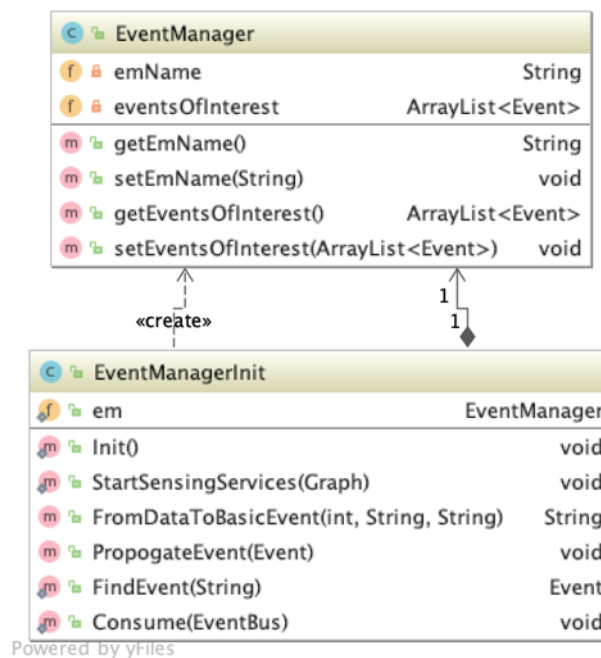 C EventManager
f emName String
f eventsOfInterest ArrayList<Event>
m getEmName() String
m setEmName(String) void
m getEventsOfInterest() ArrayList<Event>
m setEventsOfInterest(ArrayList<Event>) void
1
«create» 1
C EventManagerInit
f em EventManager
m Init() void
m StartSensingServices(Graph) void
m FromDataToBasicEvent(int, String, String) String
m PropogateEvent(Event) void
m FindEvent(String) Event
m Consume(EventBus) void
Powered by yFiles